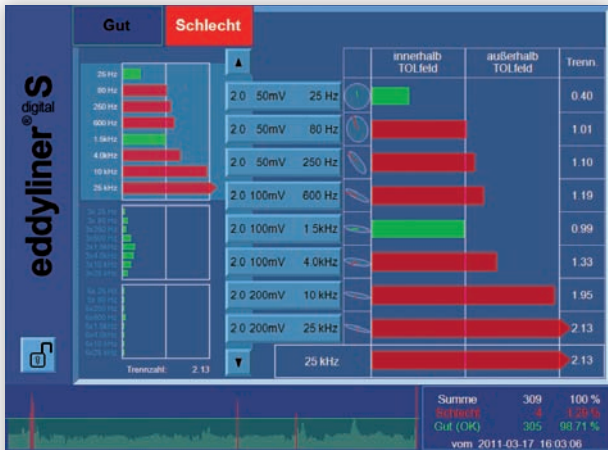 Gut
Schlecht
eddyliner® S
digital
innerhalb TOLfeld
außerhalb TOLfeld
Trenn.
25 Hz
80 Hz
250 Hz
600 Hz
1.5kHz
4.0kHz
10 kHz
25 kHz
2.0 50mV 25 Hz 0.40
2.0 50mV 80 Hz 1.01
2.0 50mV 250 Hz 1.10
2.0 100mV 600 Hz 1.19
2.0 100mV 1.5kHz 0.99
2.0 100mV 4.0kHz 1.33
2.0 200mV 10 kHz 1.95
2.0 200mV 25 kHz 2.13
25 kHz 2.13
Trennzahl: 2.13
Summe 309 100 %
Schlecht 4 1.29 %
Gut (OK) 305 98.71 %
vom 2011-03-17 16:03:06